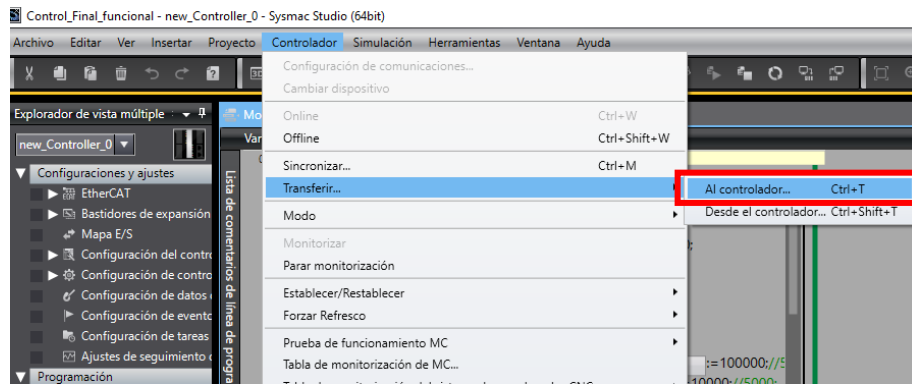 Control_Final_funcional - new_Controller_0 - Sysmac Studio (64bit)
Archivo Editar Ver Insertar Proyecto Controlador Simulación Herramientas Ventana Ayuda
Configuración de comunicaciones...
Cambiar dispositivo
Explorador de vista múltiple
new_Controller_0
Configuraciones y ajustes
EtherCAT
Bastidores de expansión
Mapa E/S
Configuración del contro
Configuración de contro
Configuración de datos
Configuración de evento
Configuración de tareas
Ajustes de seguimiento
Programación
Mo
Var
Lista de comentarios de línea de progra
Online Ctrl+W
Offline Ctrl+Shift+W
Sincronizar... Ctrl+M
Transferir...
Modo
Monitorizar
Parar monitorización
Establecer/Restablecer
Forzar Refresco
Prueba de funcionamiento MC
Tabla de monitorización de MC...
Al controlador... Ctrl+T
Desde el controlador... Ctrl+Shift+T
:=100000;//5